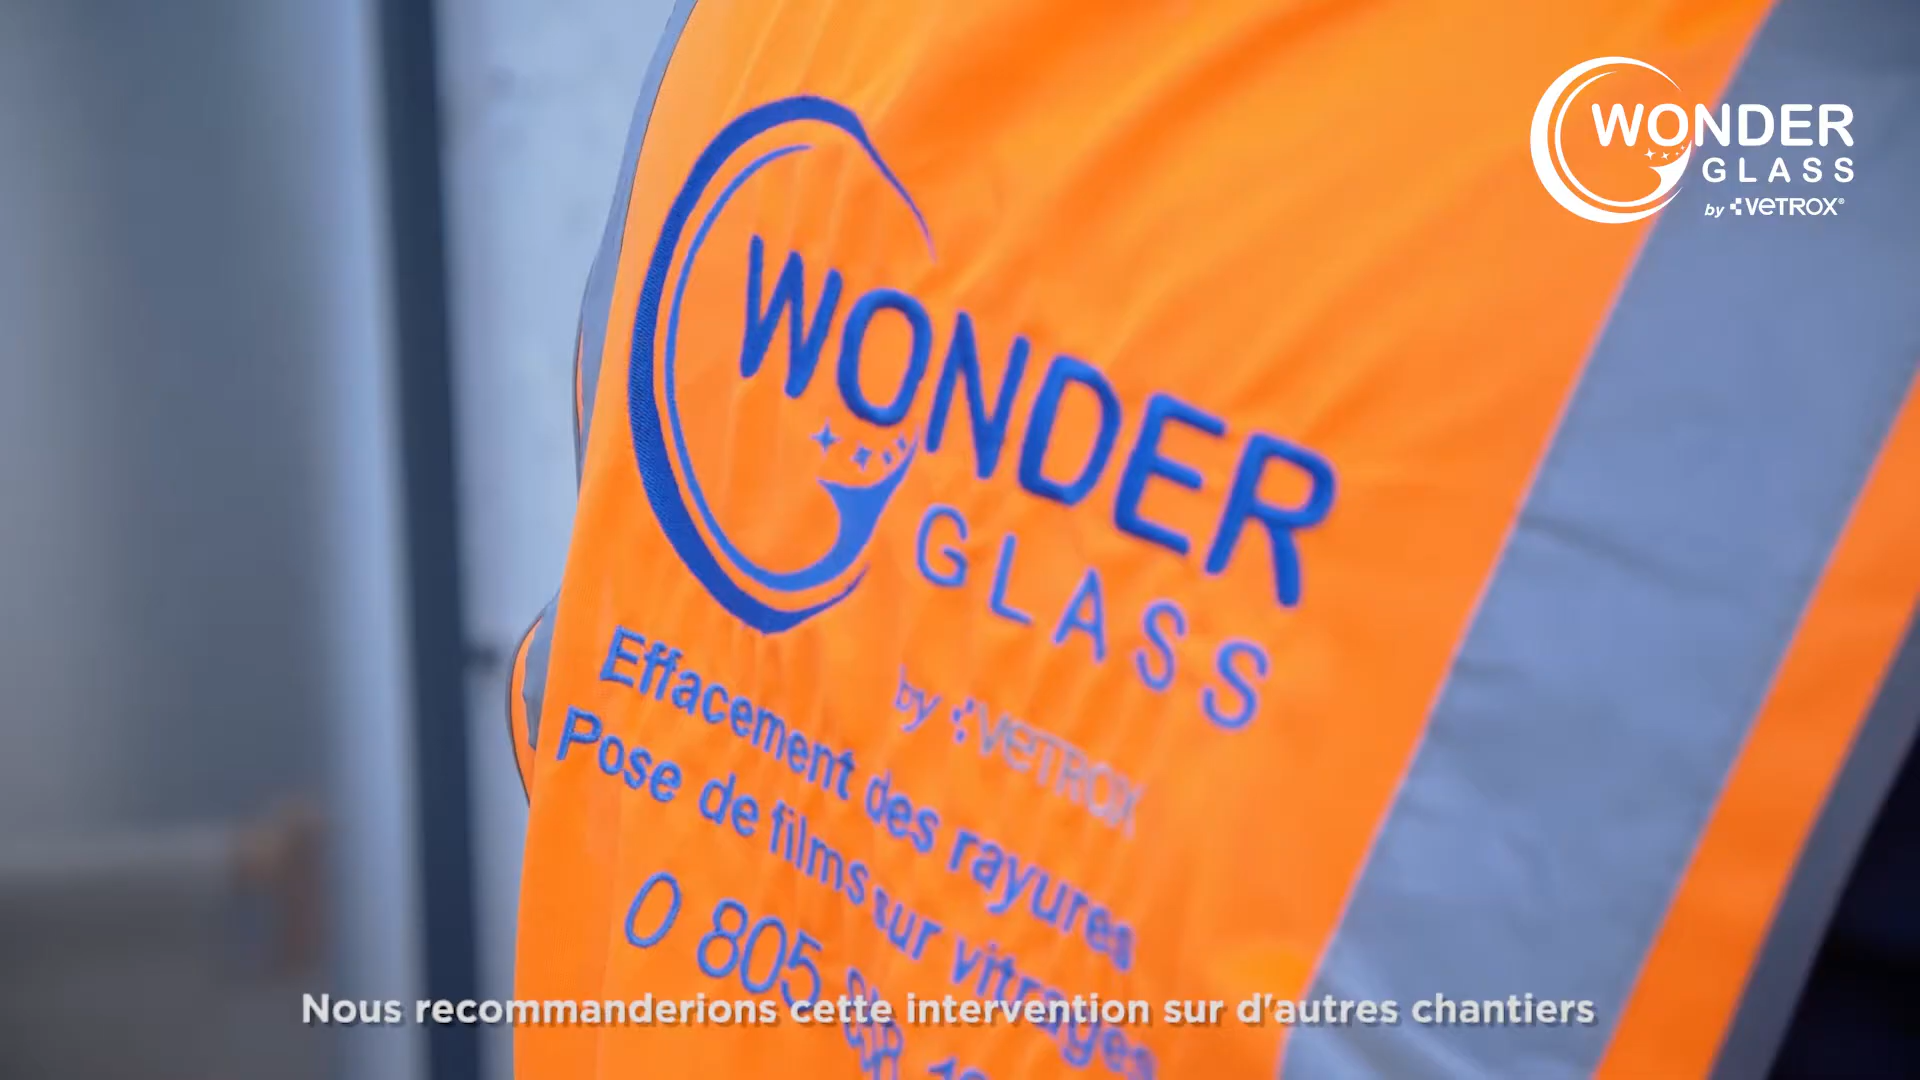 WONDER
GLASS
by VETROX®
WONDER
GLASS
by VETROX
Effacement des rayures
Pose de films sur vitrages
0 805
Nous recommanderions cette intervention sur d'autres chantiers